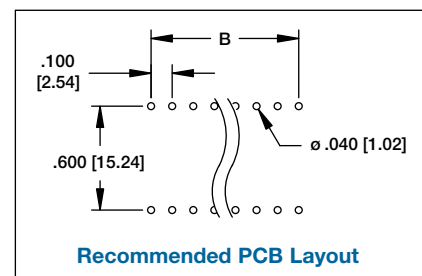 B
.100
[2.54]
ø .040 [1.02]
.600 [15.24]
Recommended PCB Layout